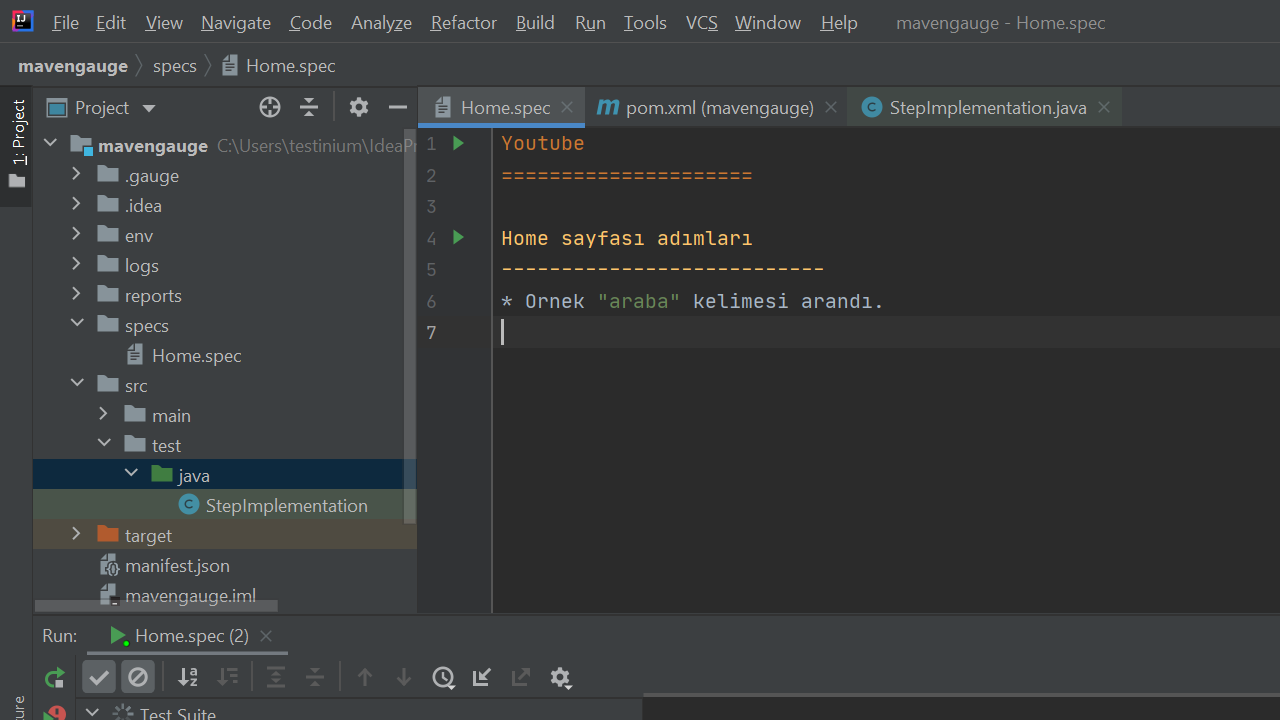 File Edit View Navigate Code Analyze Refactor Build Run Tools VCS Window Help mavengauge - Home.spec
mavengauge specs Home.spec
1: Project
Project
Home.spec
pom.xml (mavengauge)
StepImplementation.java
mavengauge C:\Users\testinium\IdeaPr
.gauge
.idea
env
logs
reports
specs
Home.spec
src
main
test
java
StepImplementation
target
manifest.json
mavengauge.iml
1 Youtube
2 =====================
3
4 Home sayfası adımları
5 ---------------------------
6 * Ornek "araba" kelimesi arandı.
7
Run: Home.spec (2)
Test Suite